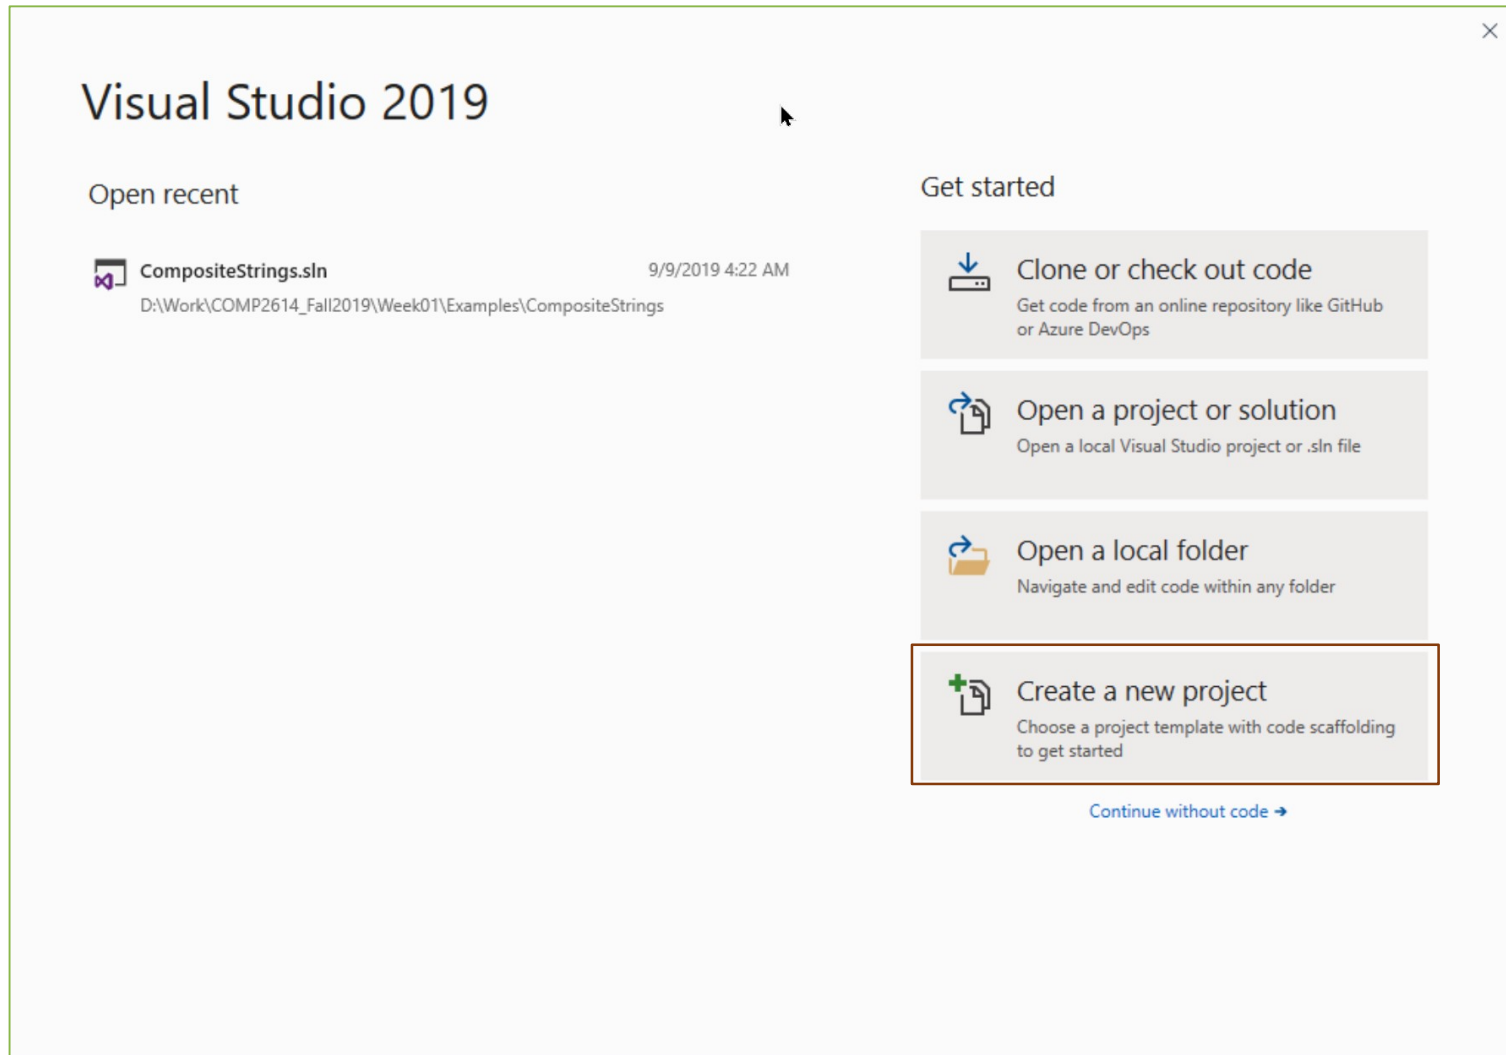 Visual Studio 2019
Open recent
CompositeStrings.sln 9/9/2019 4:22 AM
D:\Work\COMP2614_Fall2019\Week01\Examples\CompositeStrings
Get started
Clone or check out code
Get code from an online repository like GitHub
or Azure DevOps
Open a project or solution
Open a local Visual Studio project or .sln file
Open a local folder
Navigate and edit code within any folder
Create a new project
Choose a project template with code scaffolding
to get started
Continue without code →